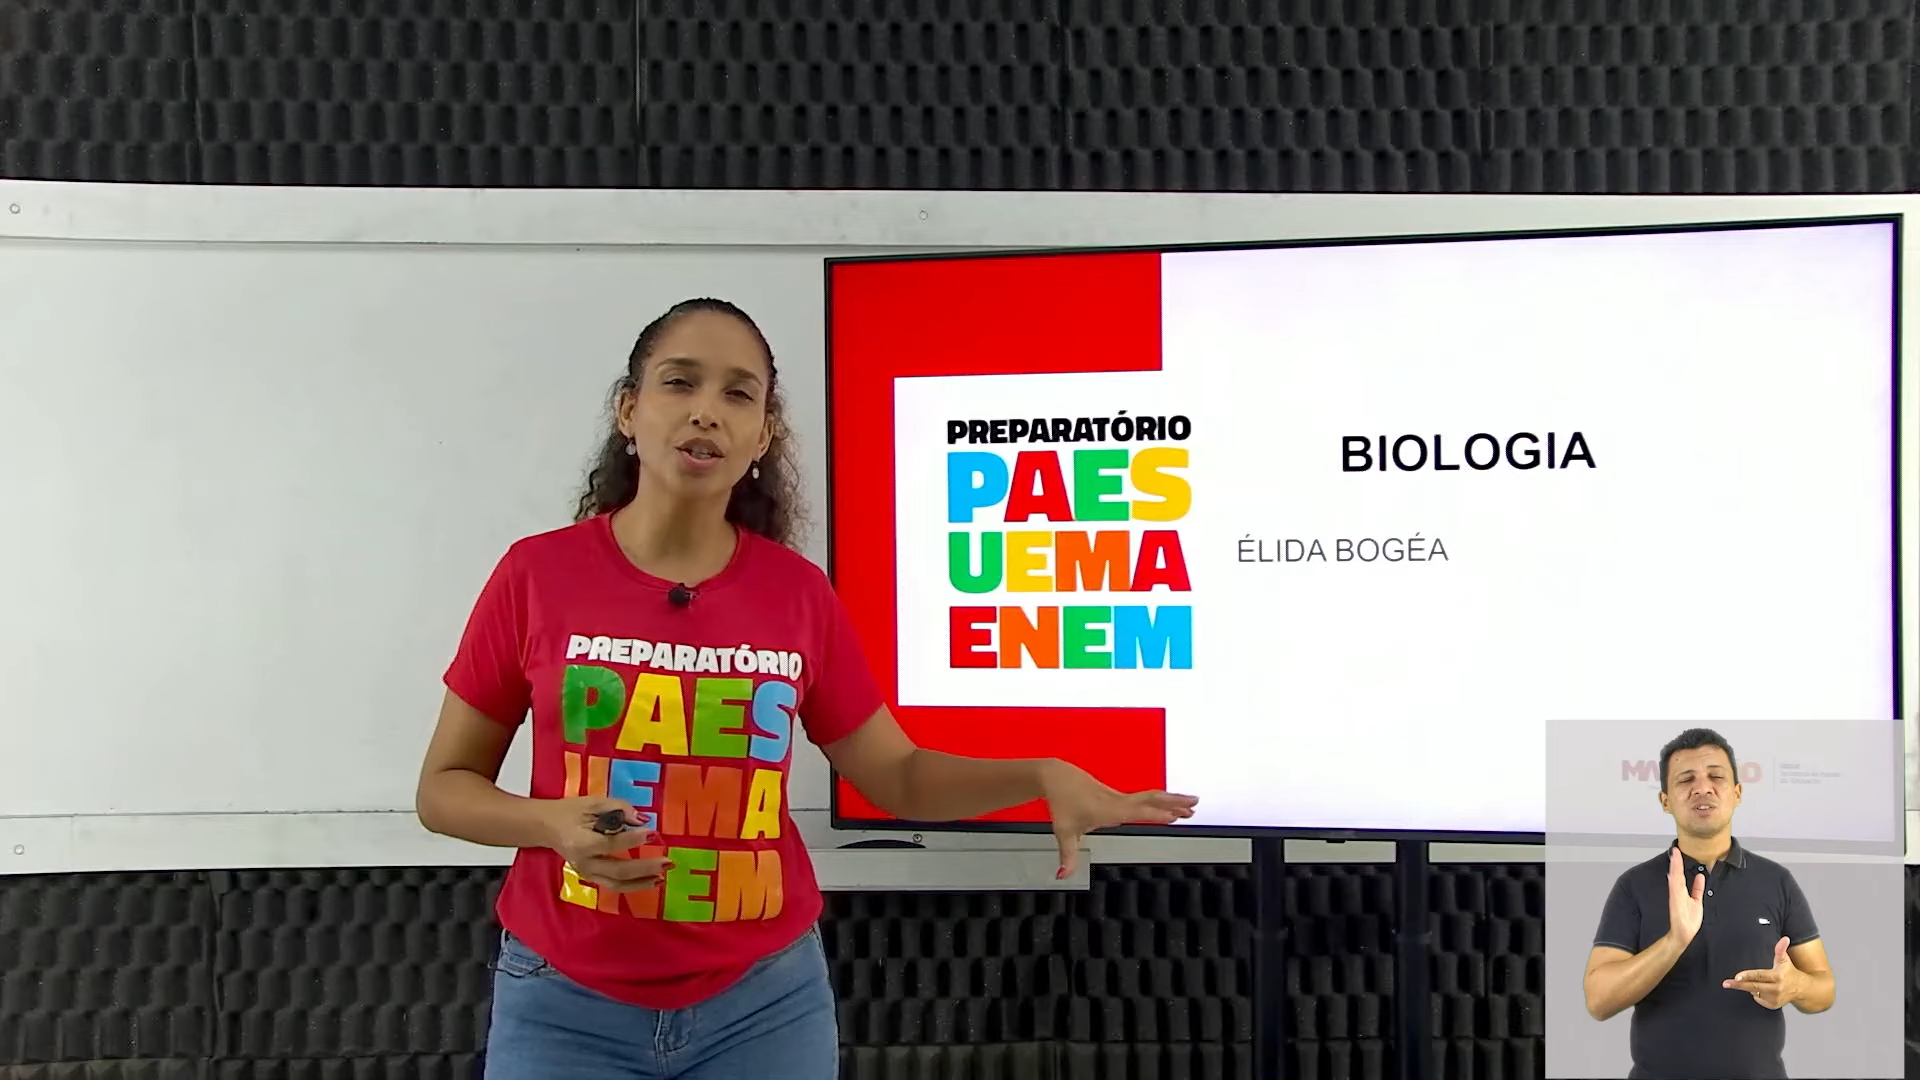 PREPARATÓRIO
PAES
UEMA
ENEM
BIOLOGIA
ÉLIDA BOGÉA
PREPARATÓRIO
PAES
UEMA
ENEM